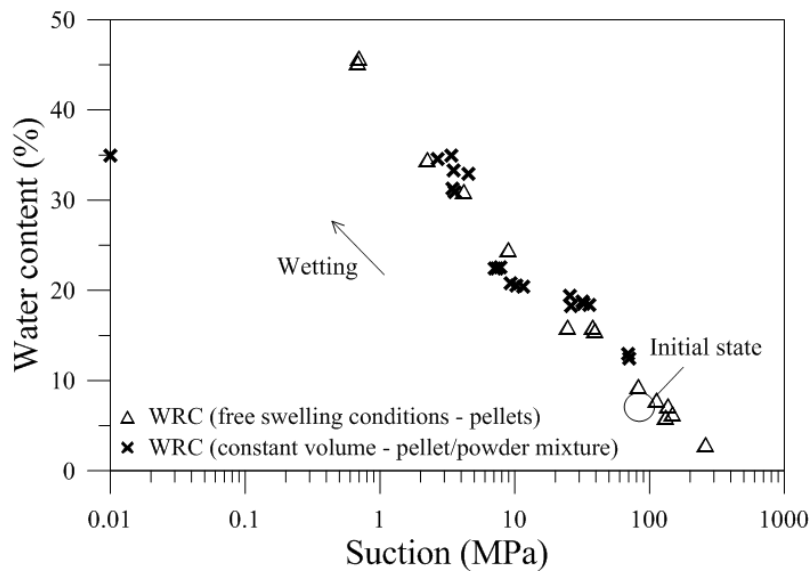 50
40
30
20
10
0
Water content (%)
Wetting
Initial state
WRC (free swelling conditions - pellets)
WRC (constant volume - pellet/powder mixture)
0.01 0.1 1 10 100 1000
Suction (MPa)